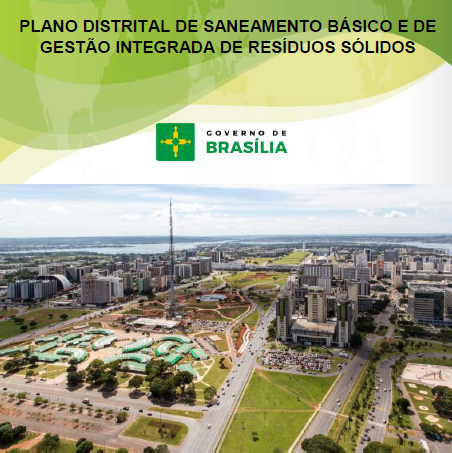 PLANO DISTRITAL DE SANEAMENTO BÁSICO E DE
GESTÃO INTEGRADA DE RESÍDUOS SÓLIDOS
GOVERNO DE
BRASÍLIA